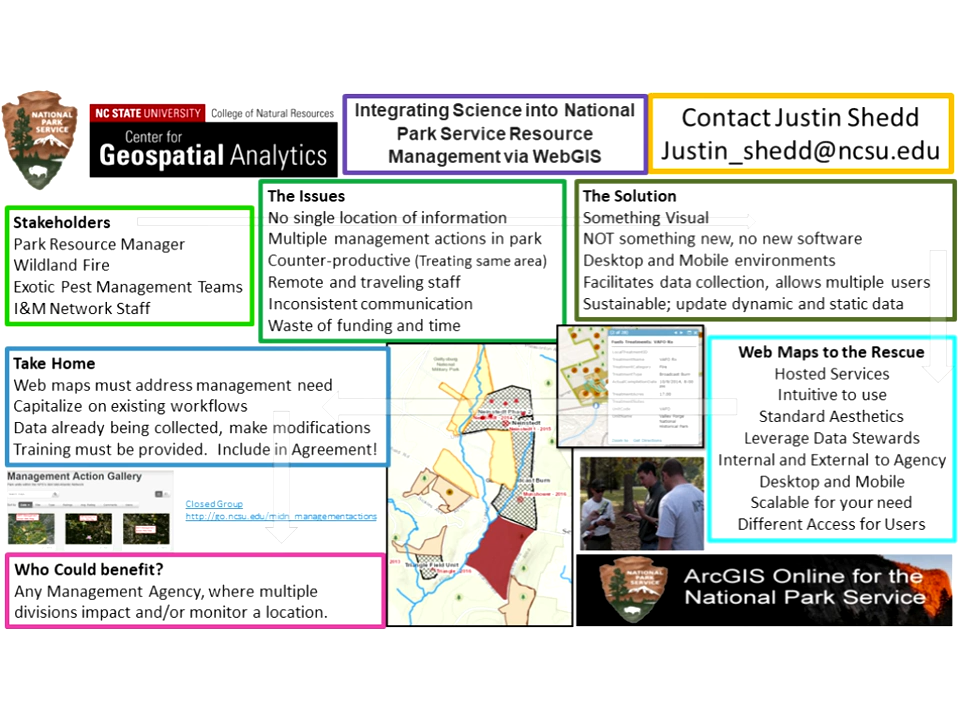 NATIONAL
PARK
SERVICE
NC STATE UNIVERSITY College of Natural Resources
Center for
Geospatial Analytics
Integrating Science into National
Park Service Resource
Management via WebGIS
Contact Justin Shedd
Justin_shedd@ncsu.edu
Stakeholders
Park Resource Manager
Wildland Fire
Exotic Pest Management Teams
I&M Network Staff
The Issues
No single location of information
Multiple management actions in park
Counter-productive (Treating same area)
Remote and traveling staff
Inconsistent communication
Waste of funding and time
The Solution
Something Visual
NOT something new, no new software
Desktop and Mobile environments
Facilitates data collection, allows multiple users
Sustainable; update dynamic and static data
Take Home
Web maps must address management need
Capitalize on existing workflows
Data already being collected, make modifications
Training must be provided. Include in Agreement!
Web Maps to the Rescue
Hosted Services
Intuitive to use
Standard Aesthetics
Leverage Data Stewards
Internal and External to Agency
Desktop and Mobile
Scalable for your need
Different Access for Users
Management Action Gallery
Closed Group
http://go.ncsu.edu/midn_managementactions
Who Could benefit?
Any Management Agency, where multiple
divisions impact and/or monitor a location.
Triangle Field Unit
NATIONAL
PARK
SERVICE
ArcGIS Online for the
National Park Service